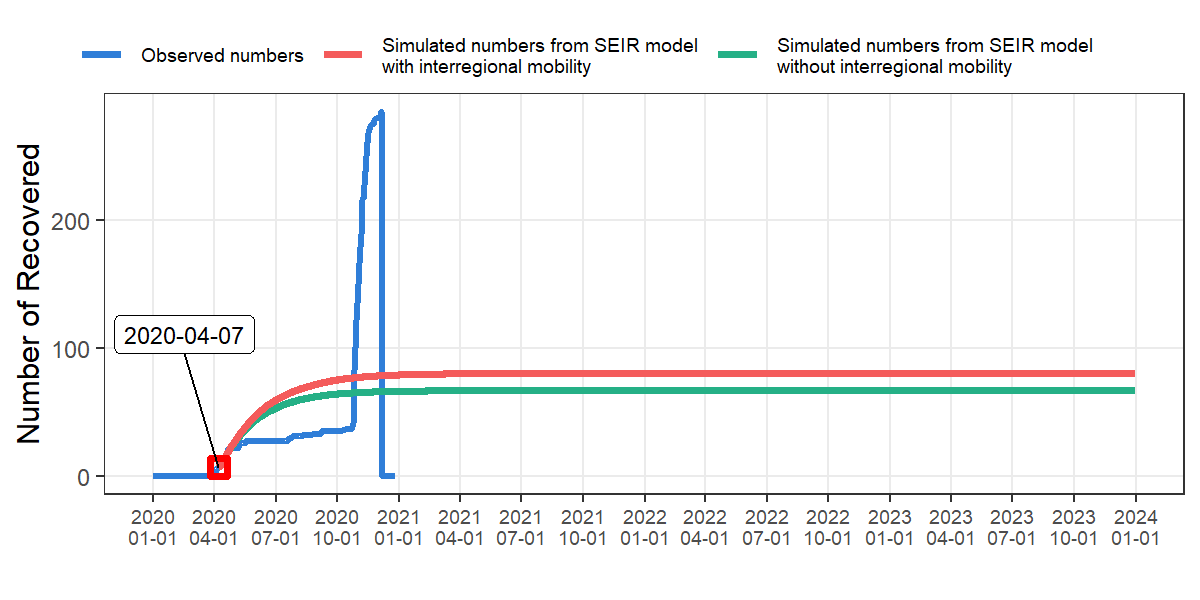 Observed numbers
Simulated numbers from SEIR model
with interregional mobility
Simulated numbers from SEIR model
without interregional mobility
Number of Recovered
200
100
0
2020-04-07
2020 2020 2020 2020 2021 2021 2021 2021 2022 2022 2022 2022 2023 2023 2023 2023 2024
01-01 04-01 07-01 10-01 01-01 04-01 07-01 10-01 01-01 04-01 07-01 10-01 01-01 04-01 07-01 10-01 01-01